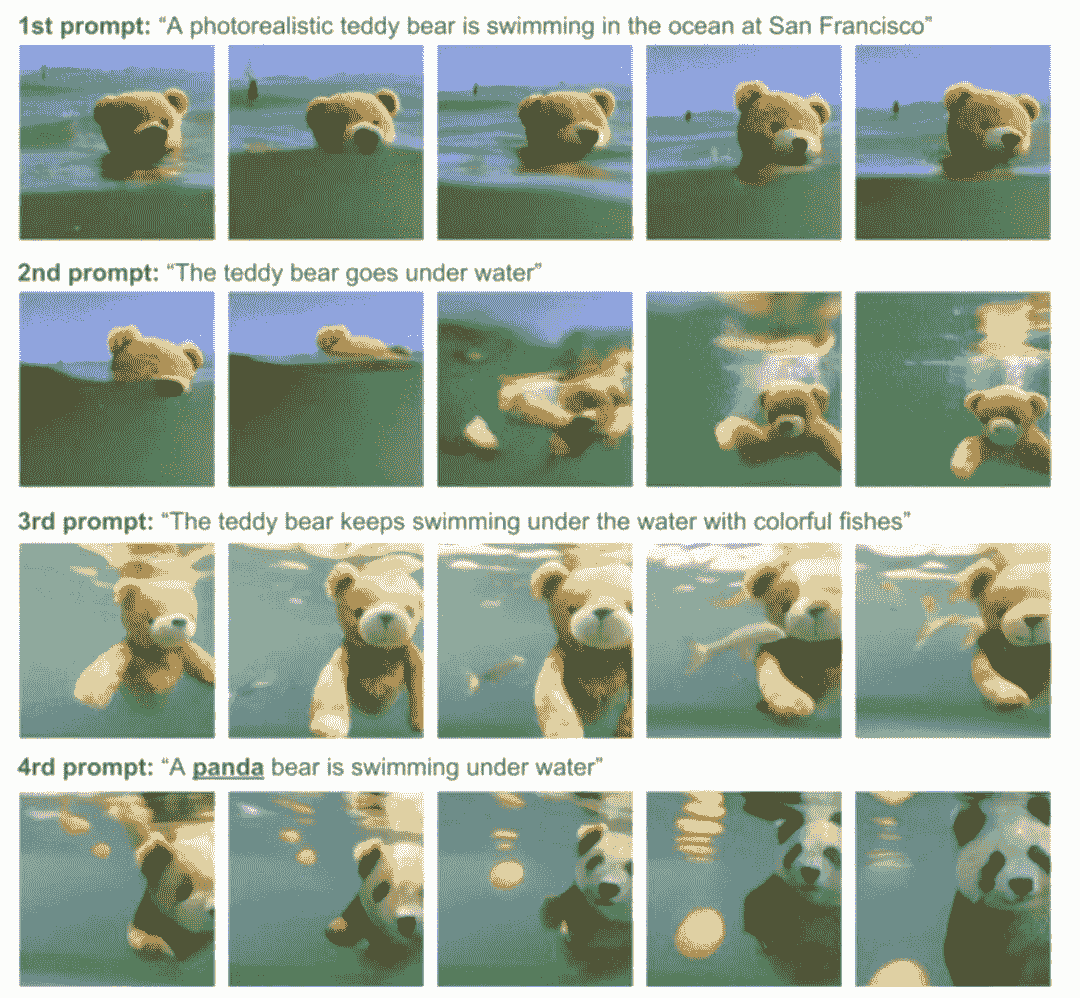 1st prompt: “A photorealistic teddy bear is swimming in the ocean at San Francisco”
2nd prompt: “The teddy bear goes under water”
3rd prompt: “The teddy bear keeps swimming under the water with colorful fishes”
4rd prompt: “A panda bear is swimming under water”